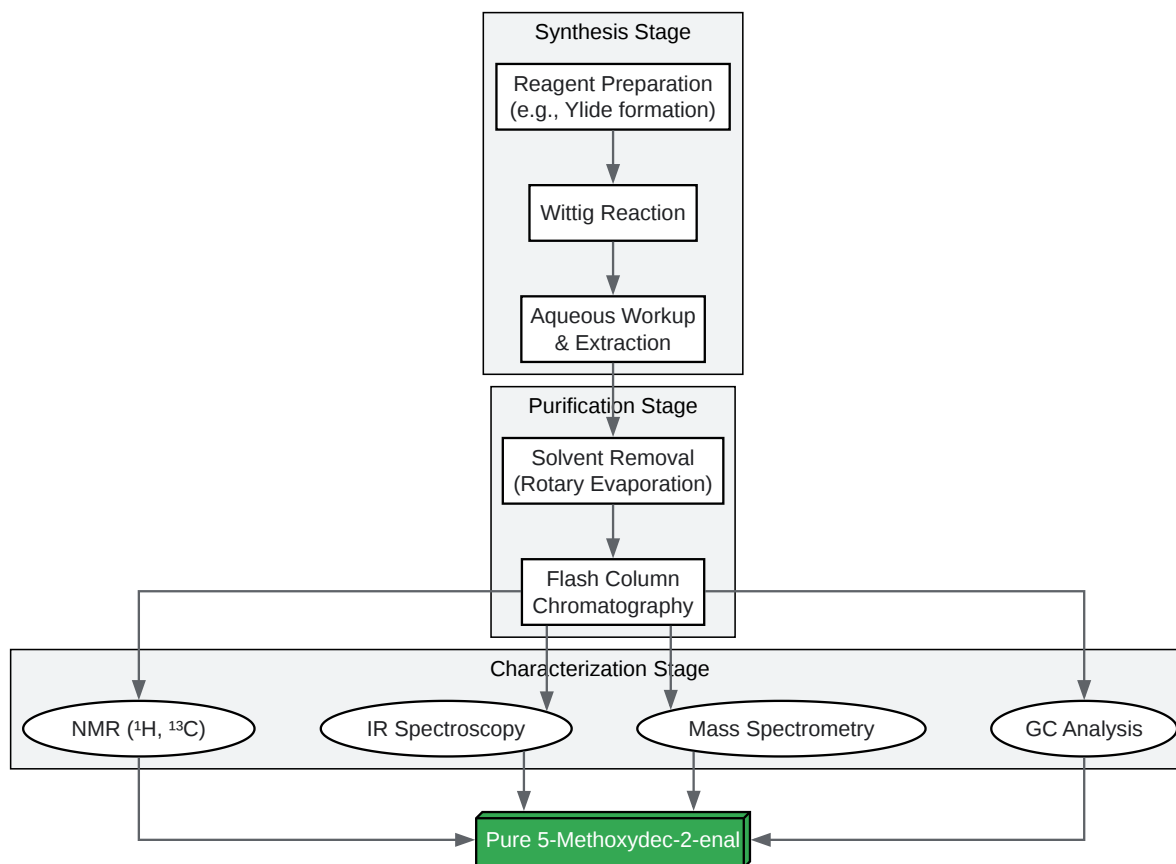 Synthesis Stage
Reagent Preparation
(e.g., Ylide formation)
Wittig Reaction
Aqueous Workup
& Extraction
Purification Stage
Solvent Removal
(Rotary Evaporation)
Flash Column
Chromatography
Characterization Stage
NMR (¹H, ¹³C)
IR Spectroscopy
Mass Spectrometry
GC Analysis
Pure 5-Methoxydec-2-enal